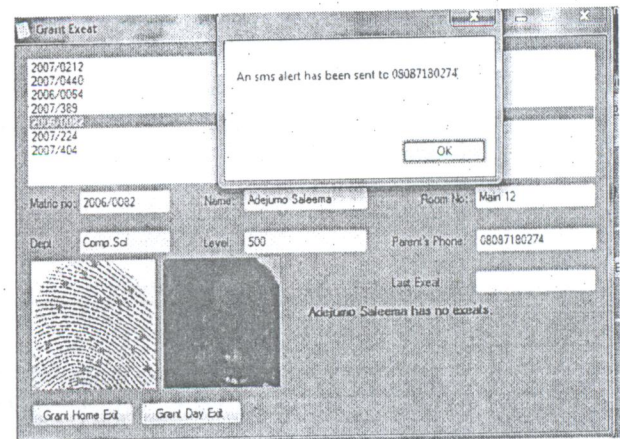 Grant Exeat
2007/0212
2007/0440
2006/0064
2007/389
2006/0082
2007/224
2007/404
An sms alert has been sent to 08087180274
OK
Matric no: 2006/0082 Name: Adejumo Saleema Room No: Main 12
Dept: Comp.Sci Level: 500 Parent's Phone: 08087180274
Last Exeat
Adejumo Saleema has no exeats
Grant Home Exit Grant Day Exit